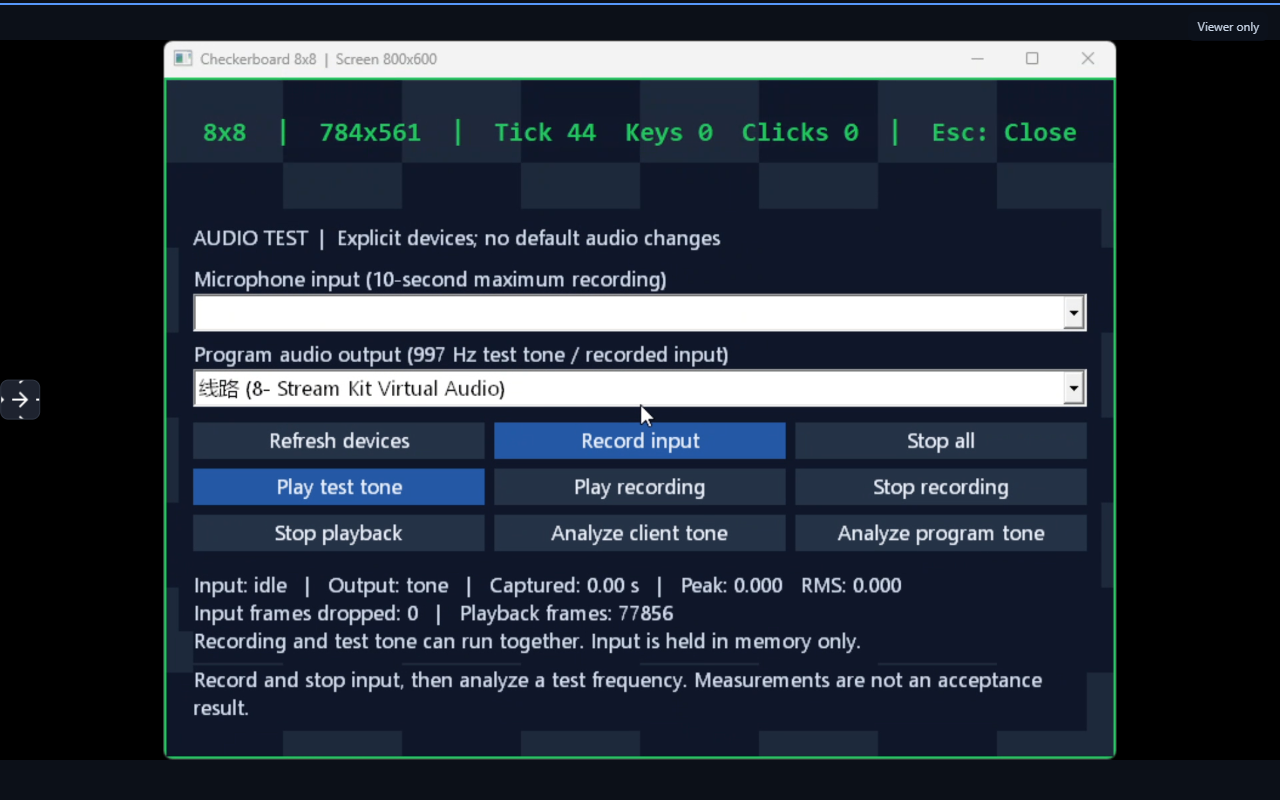 Viewer only
Checkerboard 8x8 | Screen 800x600
8x8 | 784x561 | Tick 44 Keys 0 Clicks 0 | Esc: Close
AUDIO TEST | Explicit devices; no default audio changes
Microphone input (10-second maximum recording)
Program audio output (997 Hz test tone / recorded input)
线路 (8- Stream Kit Virtual Audio)
Refresh devices Record input Stop all
Play test tone Play recording Stop recording
Stop playback Analyze client tone Analyze program tone
Input: idle | Output: tone | Captured: 0.00 s | Peak: 0.000 RMS: 0.000
Input frames dropped: 0 | Playback frames: 77856
Recording and test tone can run together. Input is held in memory only.
Record and stop input, then analyze a test frequency. Measurements are not an acceptance
result.